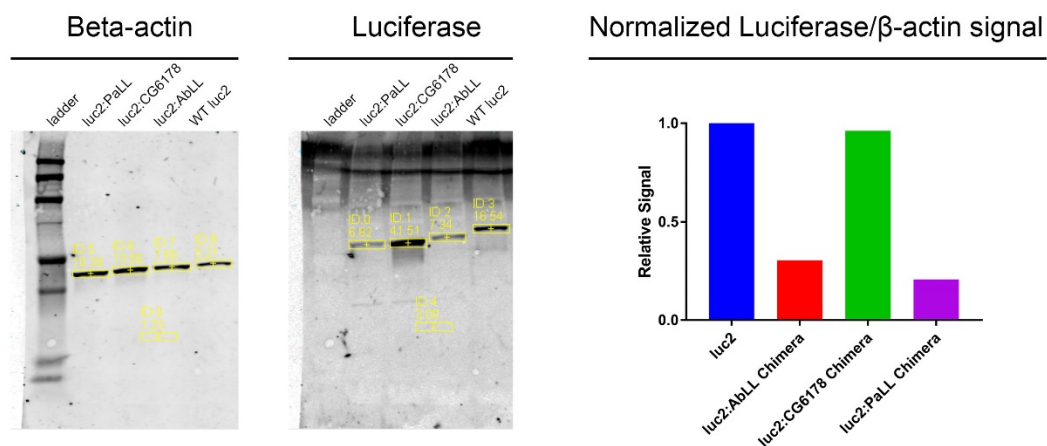 Beta-actin
ladder
luc2:PaLL
luc2:CG6178
luc2:AbLL
WT luc2
Luciferase
ladder
luc2:PaLL
luc2:CG6178
luc2:AbLL
WT luc2
ID:0
6.82
ID:1
41.51
ID:2
7.94
ID:3
16.54
ID:4
Normalized Luciferase/β-actin signal
Relative Signal
1.0
0.5
0.0
luc2
luc2:AbLL Chimera
luc2:CG6178 Chimera
luc2:PaLL Chimera